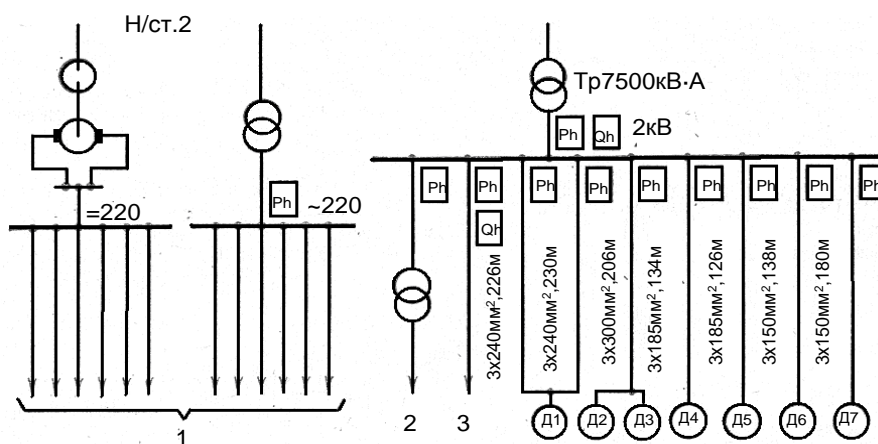 Н/ст.2
Тр7500кВ·А
Ph
Qh
2кВ
Ph
Ph
Ph
Ph
Ph
Ph
Ph
Ph
Ph
Ph
Qh
=220
~220
3х240мм²,226м
3х240мм²,230м
3х300мм²,206м
3х185мм²,134м
3х185мм²,126м
3х150мм²,138м
3х150мм²,180м
1
2
3
Д1
Д2
Д3
Д4
Д5
Д6
Д7